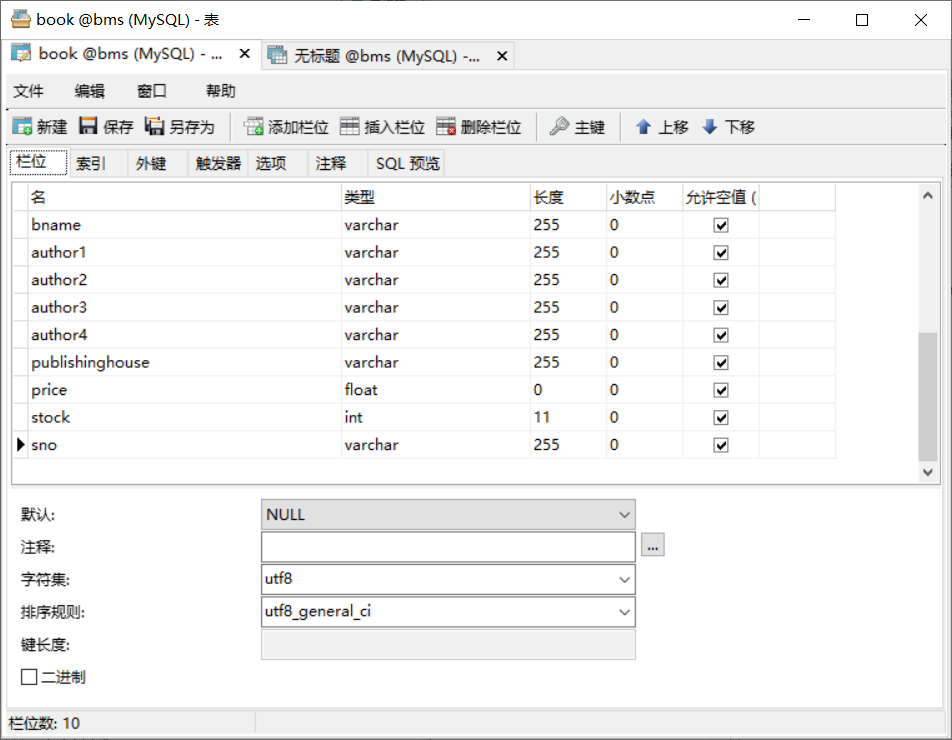 book @bms (MySQL) - 表
book @bms (MySQL) - ...
无标题 @bms (MySQL) -...
文件 编辑 窗口 帮助
新建 保存 另存为 添加栏位 插入栏位 删除栏位 主键 上移 下移
栏位 索引 外键 触发器 选项 注释 SQL 预览
名 类型 长度 小数点 允许空值 (
bname varchar 255 0
author1 varchar 255 0
author2 varchar 255 0
author3 varchar 255 0
author4 varchar 255 0
publishinghouse varchar 255 0
price float 0 0
stock int 11 0
sno varchar 255 0
默认: NULL
注释: ...
字符集: utf8
排序规则: utf8_general_ci
键长度:
二进制
栏位数: 10